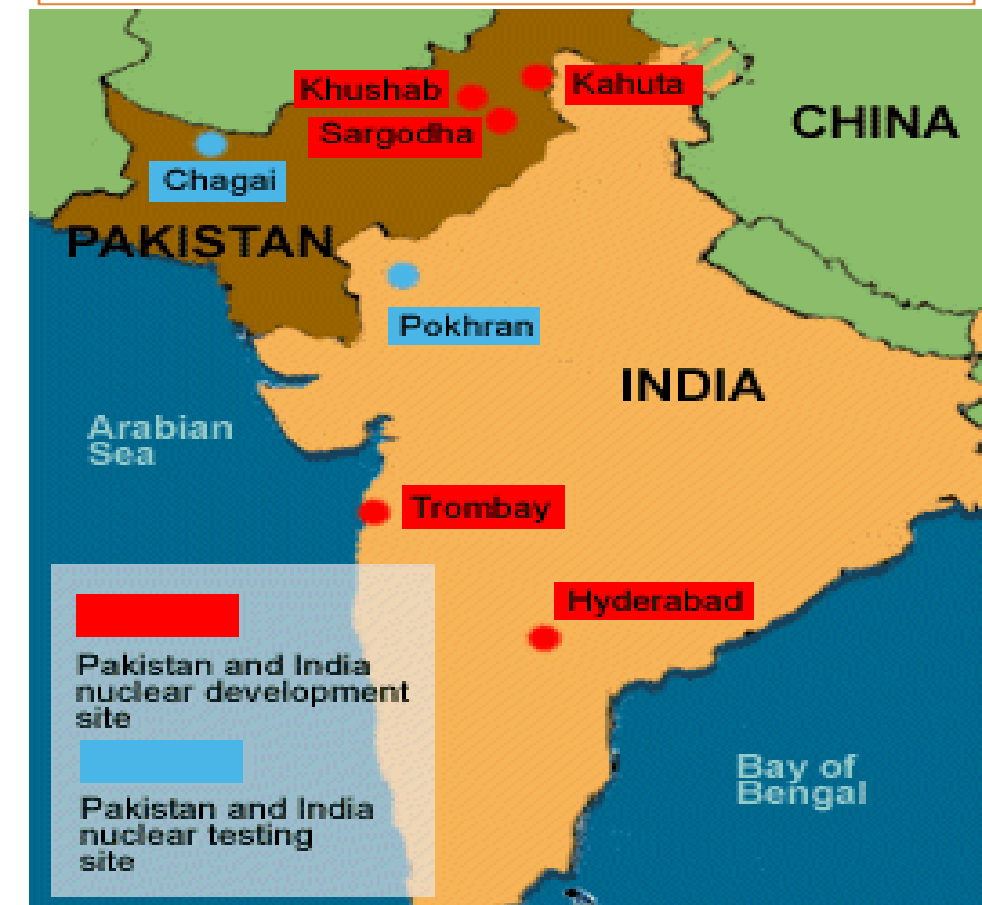 Khushab
Kahuta
Sargodha
CHINA
Chagai
PAKISTAN
Pokhran
INDIA
Arabian
Sea
Trombay
Hyderabad
Pakistan and India
nuclear development
site
Bay of
Bengal
Pakistan and India
nuclear testing
site